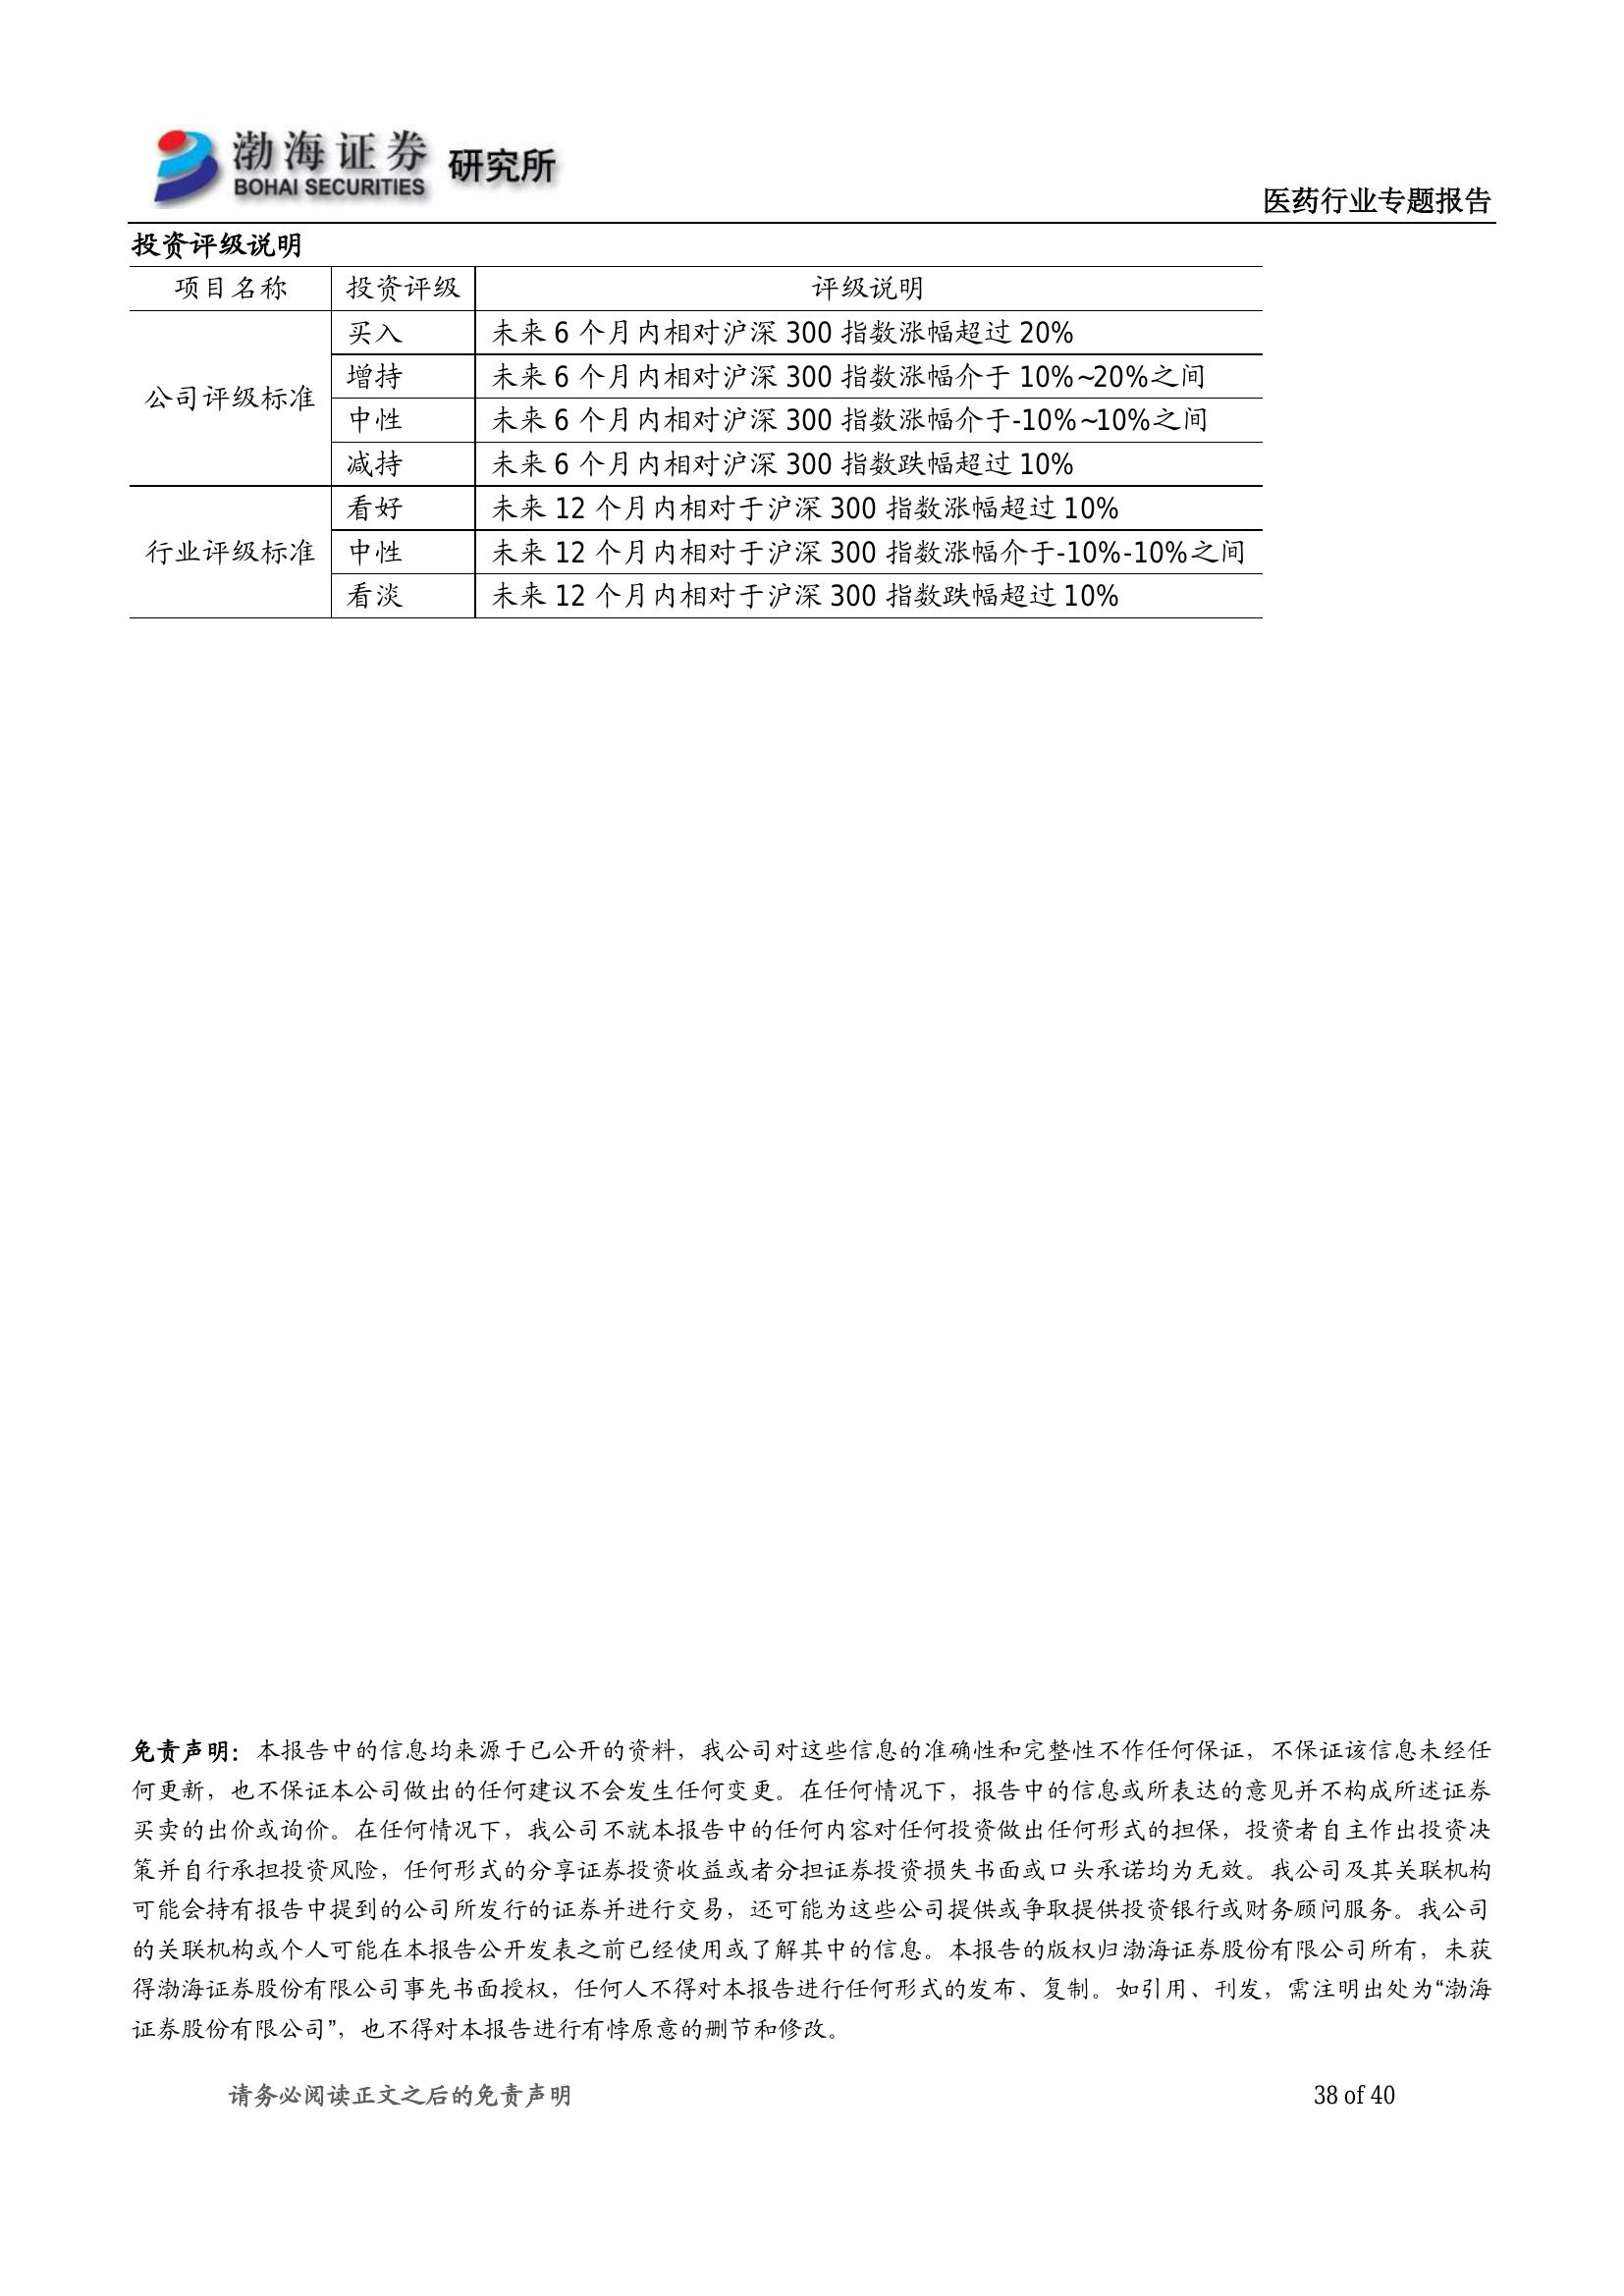 渤海证券 研究所
BOHAI SECURITIES
医药行业专题报告
投资评级说明
项目名称 投资评级 评级说明
公司评级标准
买入 未来 6 个月内相对沪深 300 指数涨幅超过 20%
增持 未来 6 个月内相对沪深 300 指数涨幅介于 10%~20%之间
中性 未来 6 个月内相对沪深 300 指数涨幅介于-10%~10%之间
减持 未来 6 个月内相对沪深 300 指数跌幅超过 10%
行业评级标准
看好 未来 12 个月内相对于沪深 300 指数涨幅超过 10%
中性 未来 12 个月内相对于沪深 300 指数涨幅介于-10%-10%之间
看淡 未来 12 个月内相对于沪深 300 指数跌幅超过 10%
免责声明：本报告中的信息均来源于已公开的资料，我公司对这些信息的准确性和完整性不作任何保证，不保证该信息未经任
何更新，也不保证本公司做出的任何建议不会发生任何变更。在任何情况下，报告中的信息或所表达的意见并不构成所述证券
买卖的出价或询价。在任何情况下，我公司不就本报告中的任何内容对任何投资做出任何形式的担保，投资者自主作出投资决
策并自行承担投资风险，任何形式的分享证券投资收益或者分担证券投资损失书面或口头承诺均为无效。我公司及其关联机构
可能会持有报告中提到的公司所发行的证券并进行交易，还可能为这些公司提供或争取提供投资银行或财务顾问服务。我公司
的关联机构或个人可能在本报告公开发表之前已经使用或了解其中的信息。本报告的版权归渤海证券股份有限公司所有，未获
得渤海证券股份有限公司事先书面授权，任何人不得对本报告进行任何形式的发布、复制。如引用、刊发，需注明出处为“渤海
证券股份有限公司”，也不得对本报告进行有悖原意的删节和修改。
请务必阅读正文之后的免责声明 38 of 40